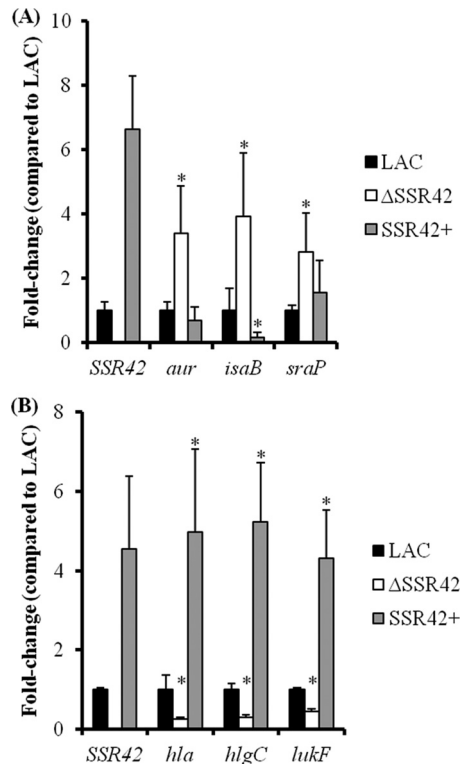 (A)
Fold-change (compared to LAC)
10
8
6
4
2
0
*
*
*
*
SSR42 aur isaB sraP
LAC
ΔSSR42
SSR42+
(B)
Fold-change (compared to LAC)
8
6
4
2
0
*
*
*
*
*
*
SSR42 hla hlgC lukF
LAC
ΔSSR42
SSR42+